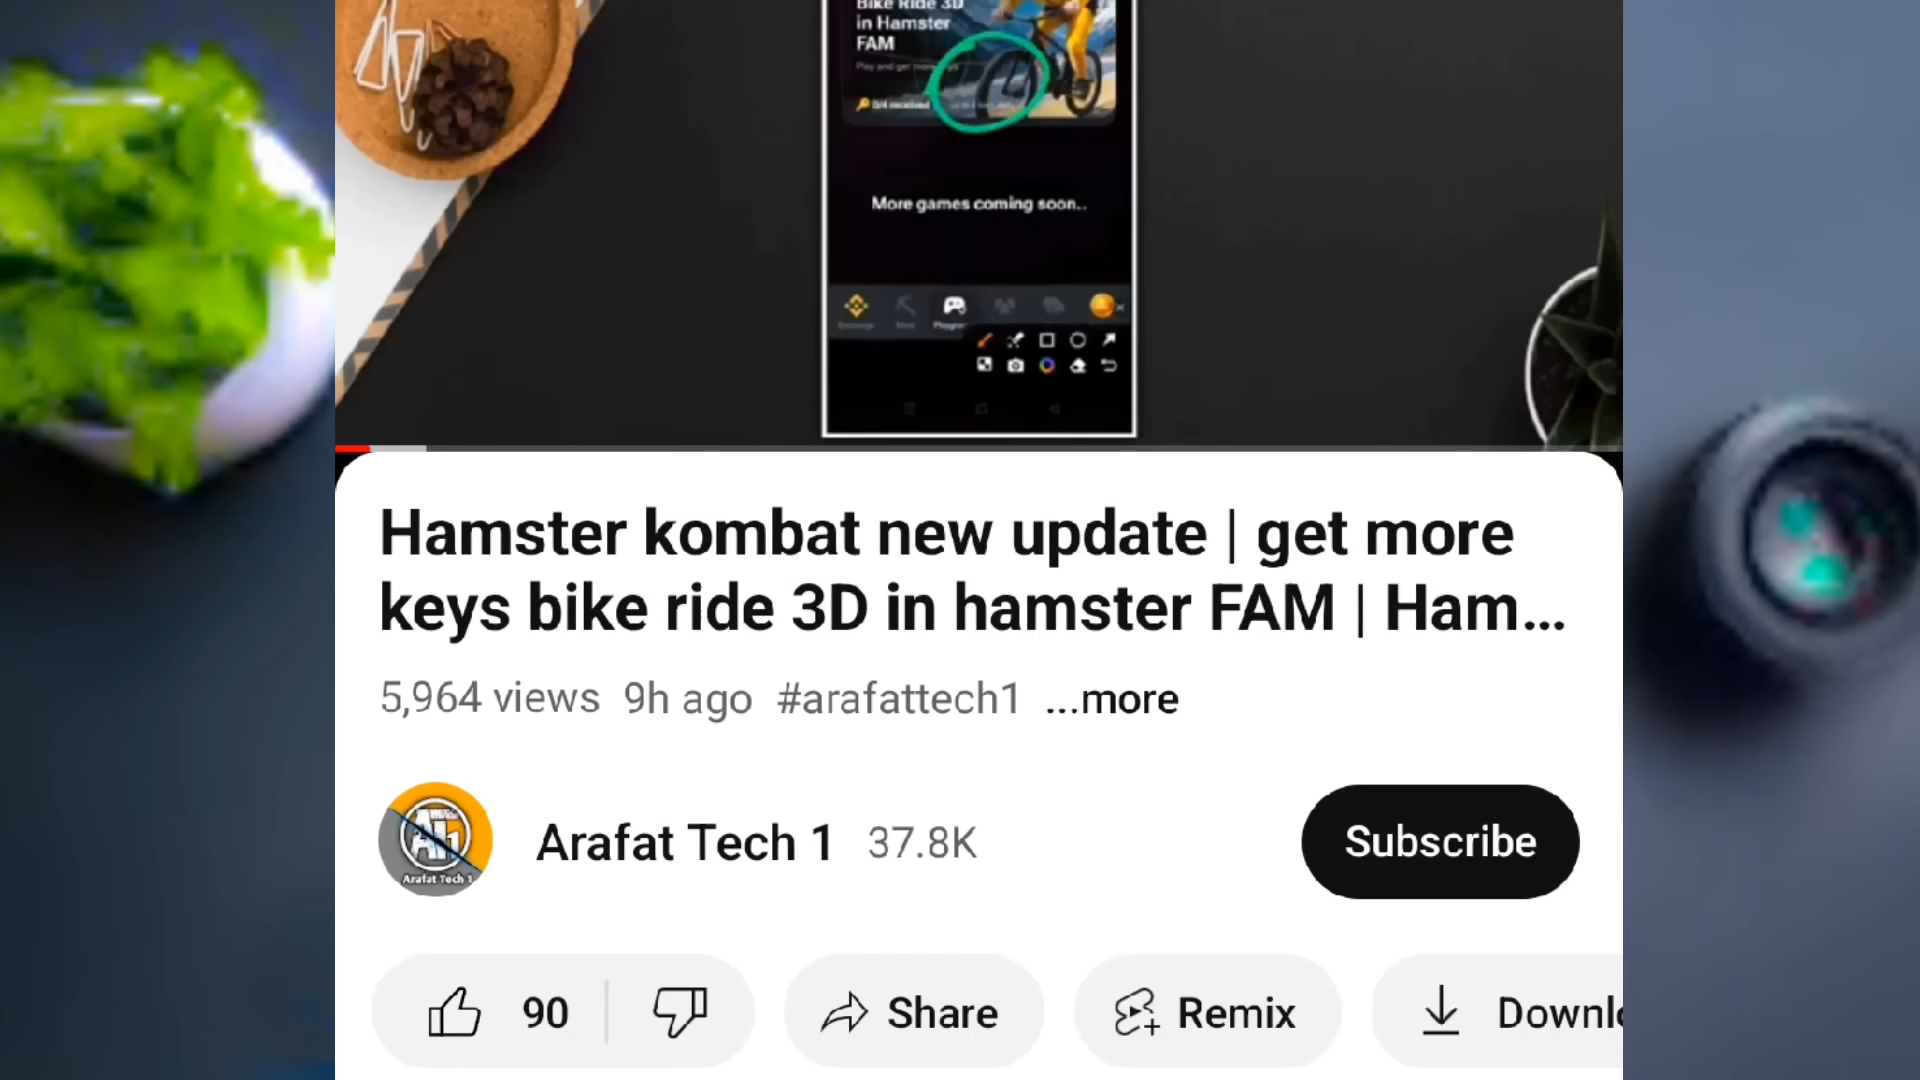 Bike Ride 3D
in Hamster
FAM
More games coming soon..
Hamster kombat new update | get more
keys bike ride 3D in hamster FAM | Ham...
5,964 views 9h ago #arafattech1 ...more
Arafat Tech 1
Arafat Tech 1 37.8K
Subscribe
90 Share Remix Downlo